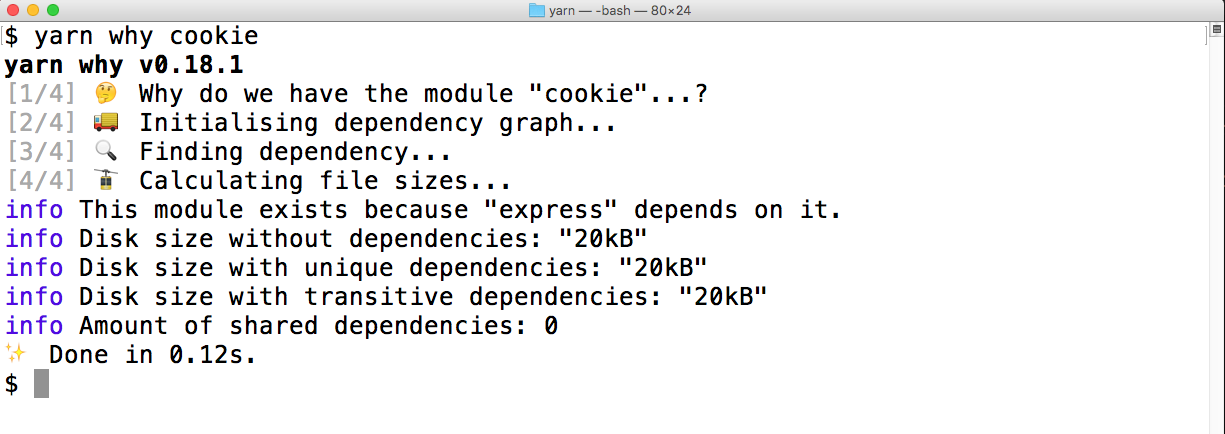 yarn — -bash — 80×24
$ yarn why cookie
yarn why v0.18.1
[1/4] 🤔 Why do we have the module "cookie"...?
[2/4] 🚚 Initialising dependency graph...
[3/4] 🔍 Finding dependency...
[4/4] 🚡 Calculating file sizes...
info This module exists because "express" depends on it.
info Disk size without dependencies: "20kB"
info Disk size with unique dependencies: "20kB"
info Disk size with transitive dependencies: "20kB"
info Amount of shared dependencies: 0
✨ Done in 0.12s.
$